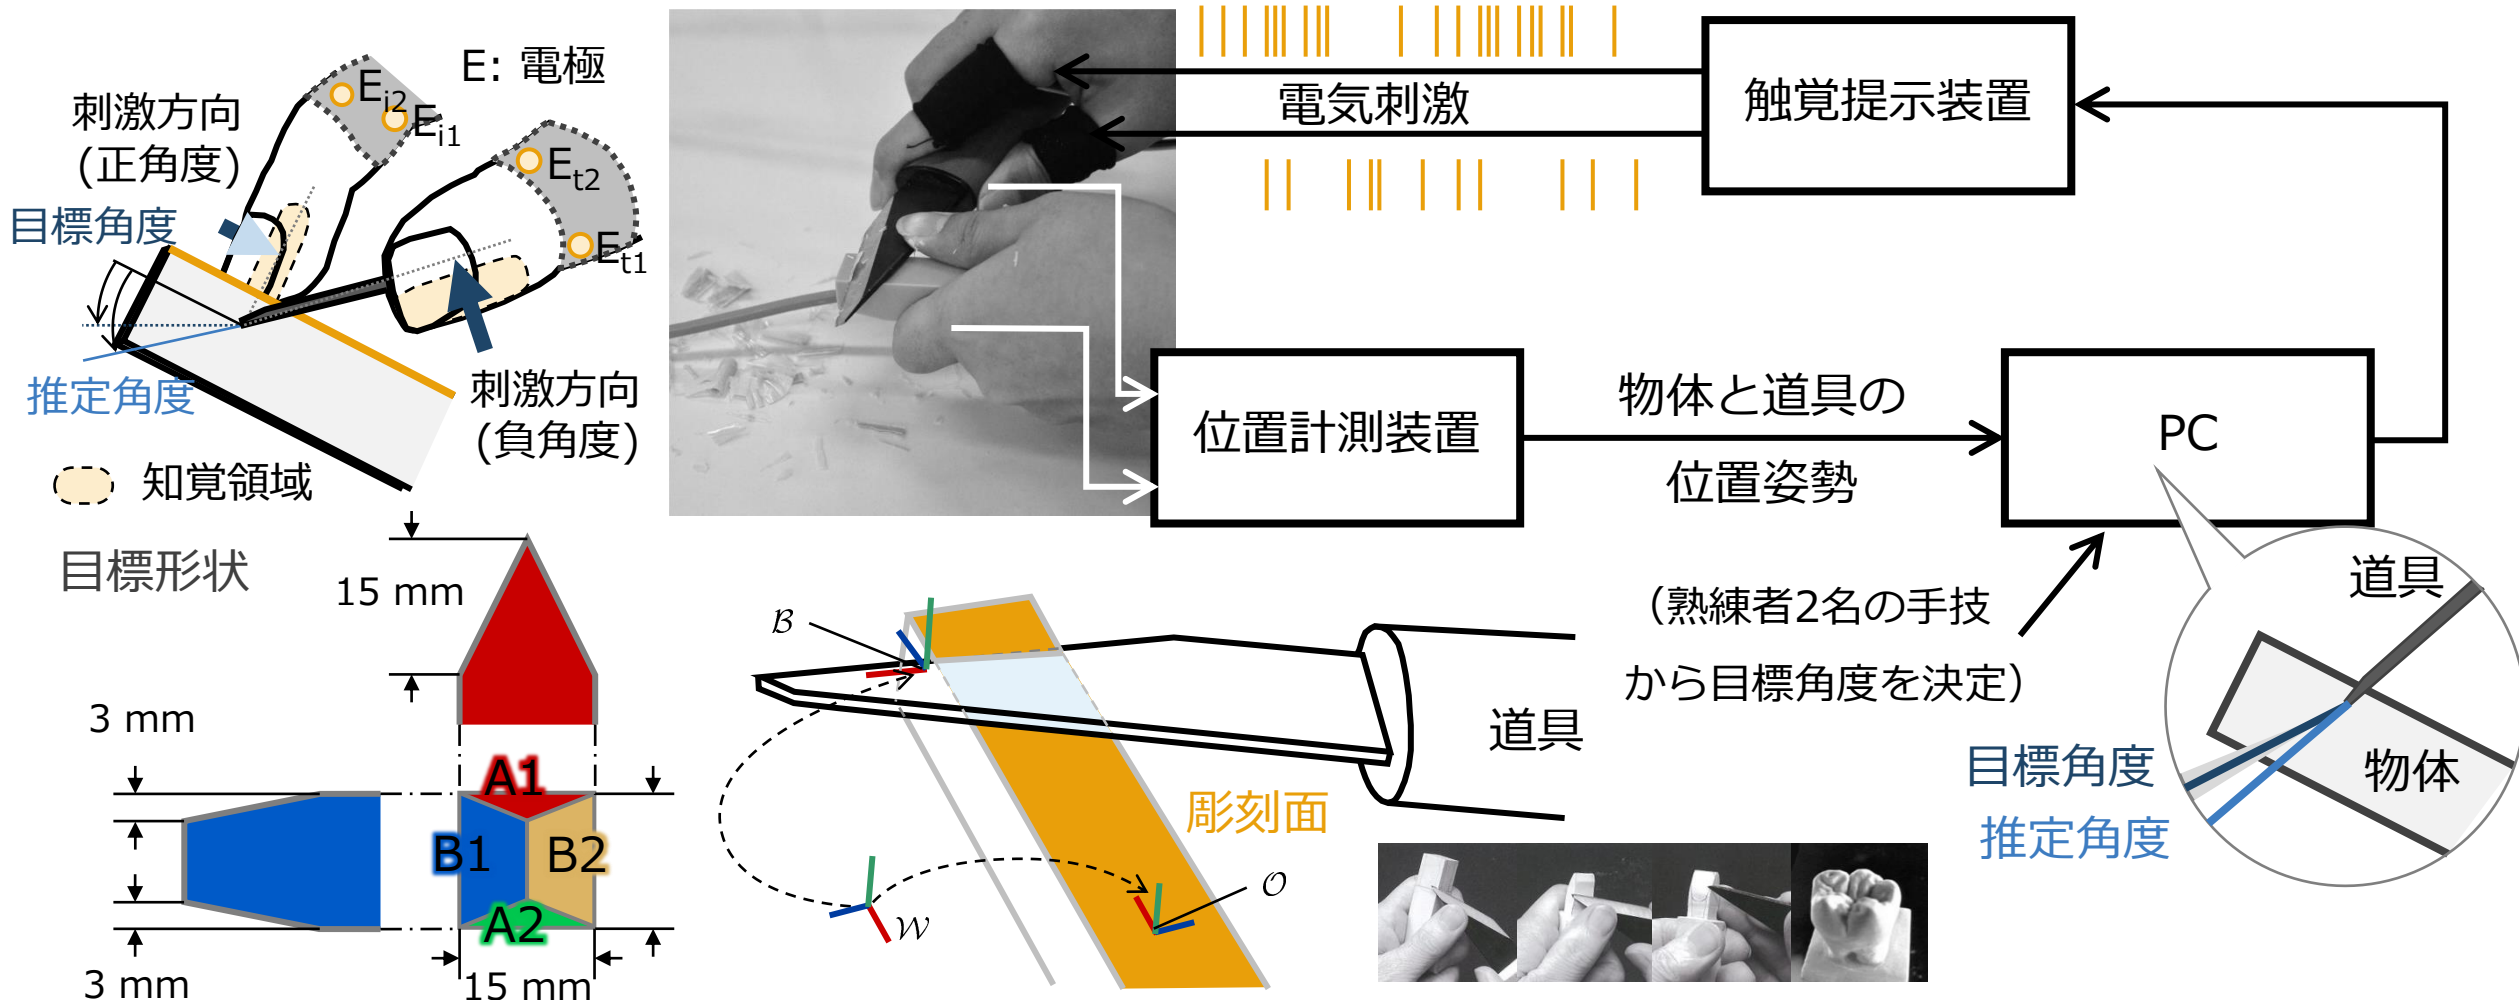 E: 電極
E_i2
E_i1
刺激方向
(正角度)
E_t2
E_t1
目標角度
推定角度
刺激方向
(負角度)
知覚領域
電気刺激
触覚提示装置
位置計測装置
物体と道具の
位置姿勢
PC
(熟練者2名の手技
から目標角度を決定)
道具
物体
目標角度
推定角度
目標形状
15 mm
3 mm
A1
B1
B2
A2
3 mm
15 mm
B
道具
彫刻面
O
W